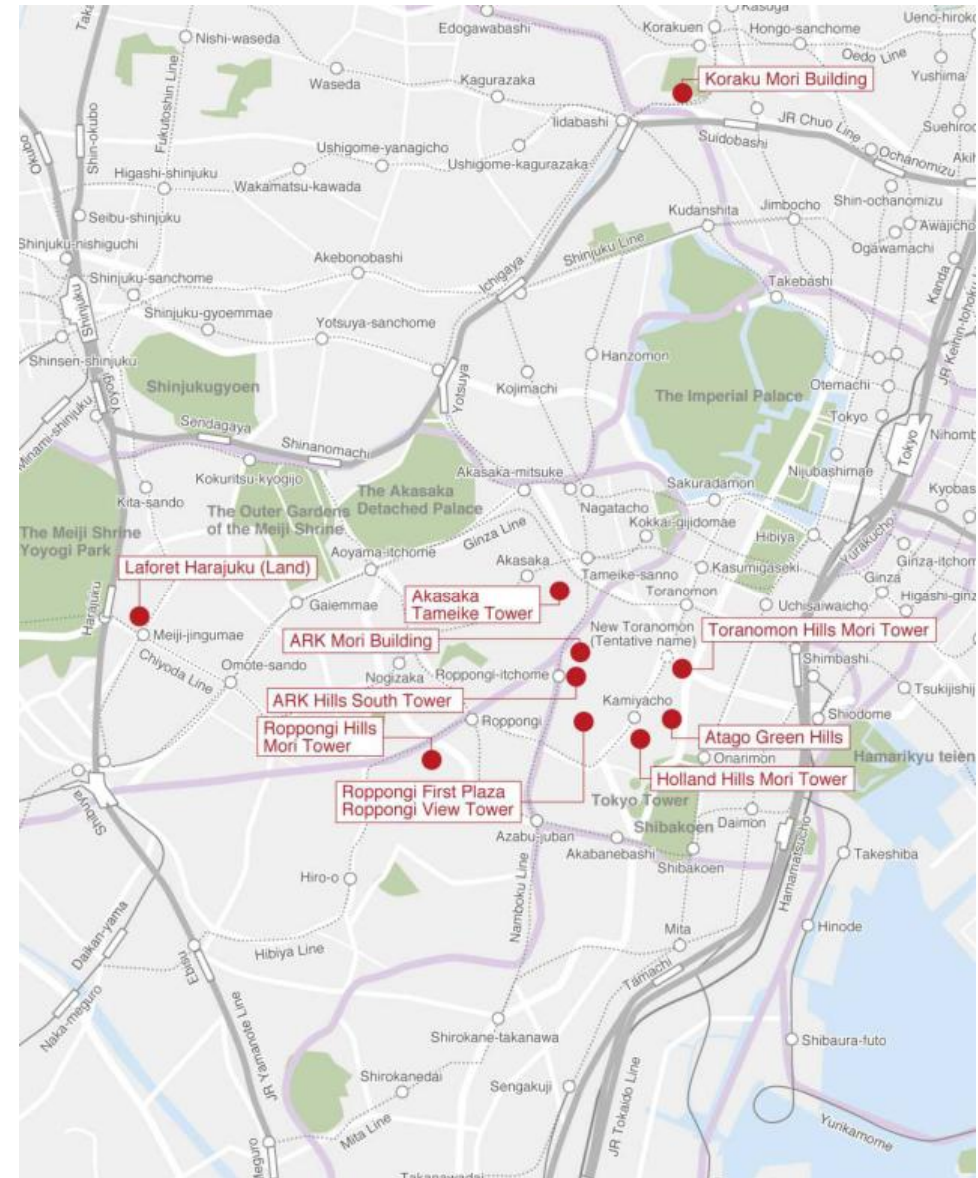 Edogawabashi
Kasuga
Korakuen
Hongo-sanchome
Nishi-waseda
Oedo Line
Waseda
Kagurazaka
Koraku Mori Building
Yushima
Fukutoshin Line
Shin-okubo
Okubo
Iidabashi
Suidobashi
JR Chuo Line
Ochanomizu
Ushigome-yanagicho
Ushigome-kagurazaka
Higashi-shinjuku
Wakamatsu-kawada
Shin-ochanomizu
Seibu-shinjuku
Kudanshita
Jimbocho
Awajicho
Ogawamachi
Shinjuku-nishiguchi
Akebonobashi
Shinjuku Line
Ichigaya
Takebashi
Kanda
JR Keihin-tohoku
Shinjuku-sanchome
Shinjuku
Shinjuku-gyoemmae
Yotsuya-sanchome
Hanzomon
Shinsen-shinjuku
Shinjukugyoen
Kojimachi
Yotsuya
The Imperial Palace
Otemachi
Tokyo
Tokyo
Yoyogi
Minami-shinjuku
Sendagaya
Shinanomachi
Nijubashimae
Kokuritsu-kyogijo
Akasaka-mitsuke
Sakuradamon
Kita-sando
The Akasaka
Detached Palace
Nagatacho
The Outer Gardens
of the Meiji Shrine
Kokkai-gijidomae
Hibiya
Yurakucho
The Meiji Shrine
Yoyogi Park
Ginza Line
Aoyama-itchome
Akasaka
Tameike-sanno
Kasumigaseki
Ginza
Laforet Harajuku (Land)
Harajuku
Gaiemmae
Akasaka
Tameike Tower
Toranomon
Uchisaiwaicho
Meiji-jingumae
ARK Mori Building
New Toranomon
(Tentative name)
Toranomon Hills Mori Tower
Chiyoda Line
Omote-sando
Nogizaka
Roppongi-itchome
Shimbashi
ARK Hills South Tower
Kamiyacho
Tsukijishij
Roppongi Hills
Mori Tower
Roppongi
Shiodome
Atago Green Hills
Onarimon
Hamarikyu teien
Holland Hills Mori Tower
Roppongi First Plaza
Roppongi View Tower
Tokyo Tower
Shibuya
Shibakoen
Daimon
Azabu-juban
Akabanebashi
Shibakoen
Hamamatsucho
Takeshiba
Hiro-o
Namboku Line
Daikan-yama
Hibiya Line
Mita
Hinode
Ebisu
Tamachi
Naka-meguro
JR Yamanote Line
Shirokane-takanawa
Shibaura-futo
Shirokanedai
Sengakuji
JR Tokaido Line
Mita Line
Yurikamome